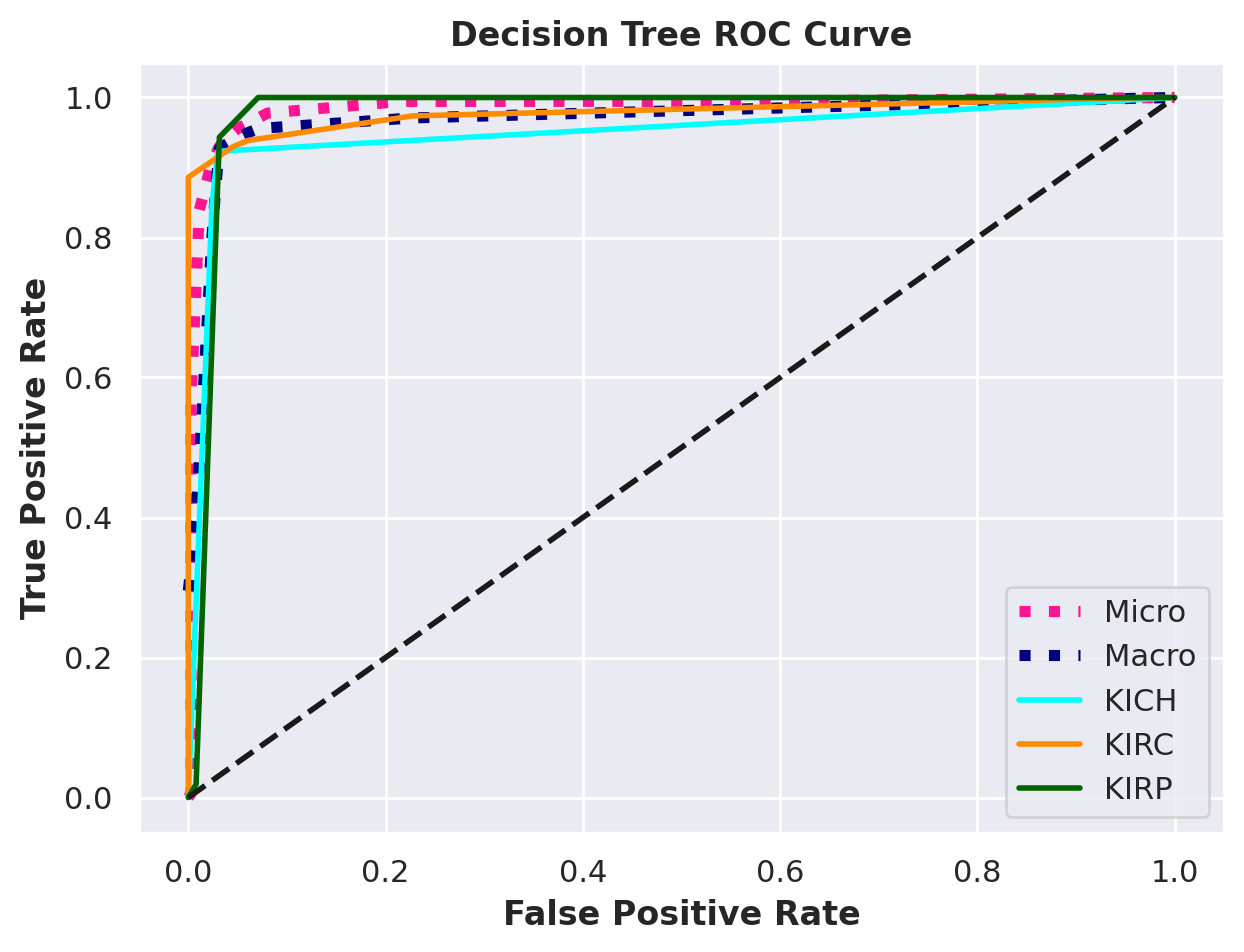 Decision Tree ROC Curve
True Positive Rate
1.0
0.8
0.6
0.4
0.2
0.0
Micro
Macro
KICH
KIRC
KIRP
0.0 0.2 0.4 0.6 0.8 1.0
False Positive Rate